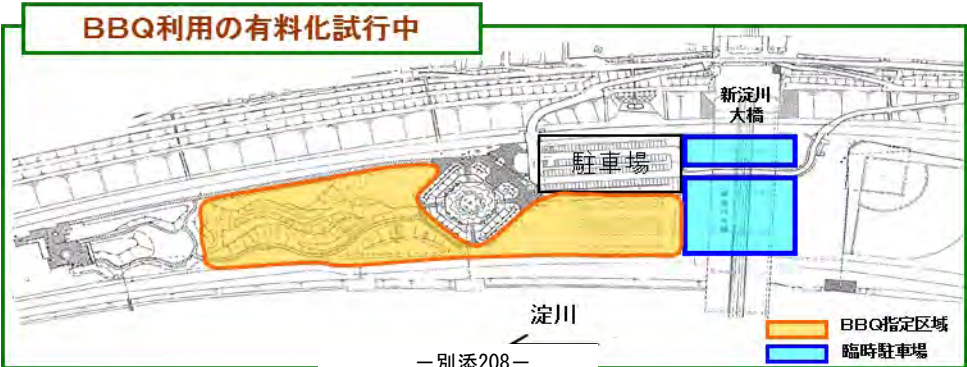 BBQ利用の有料化試行中
新淀川
大橋
駐車場
淀川
BBQ指定区域
臨時駐車場
－別添208－